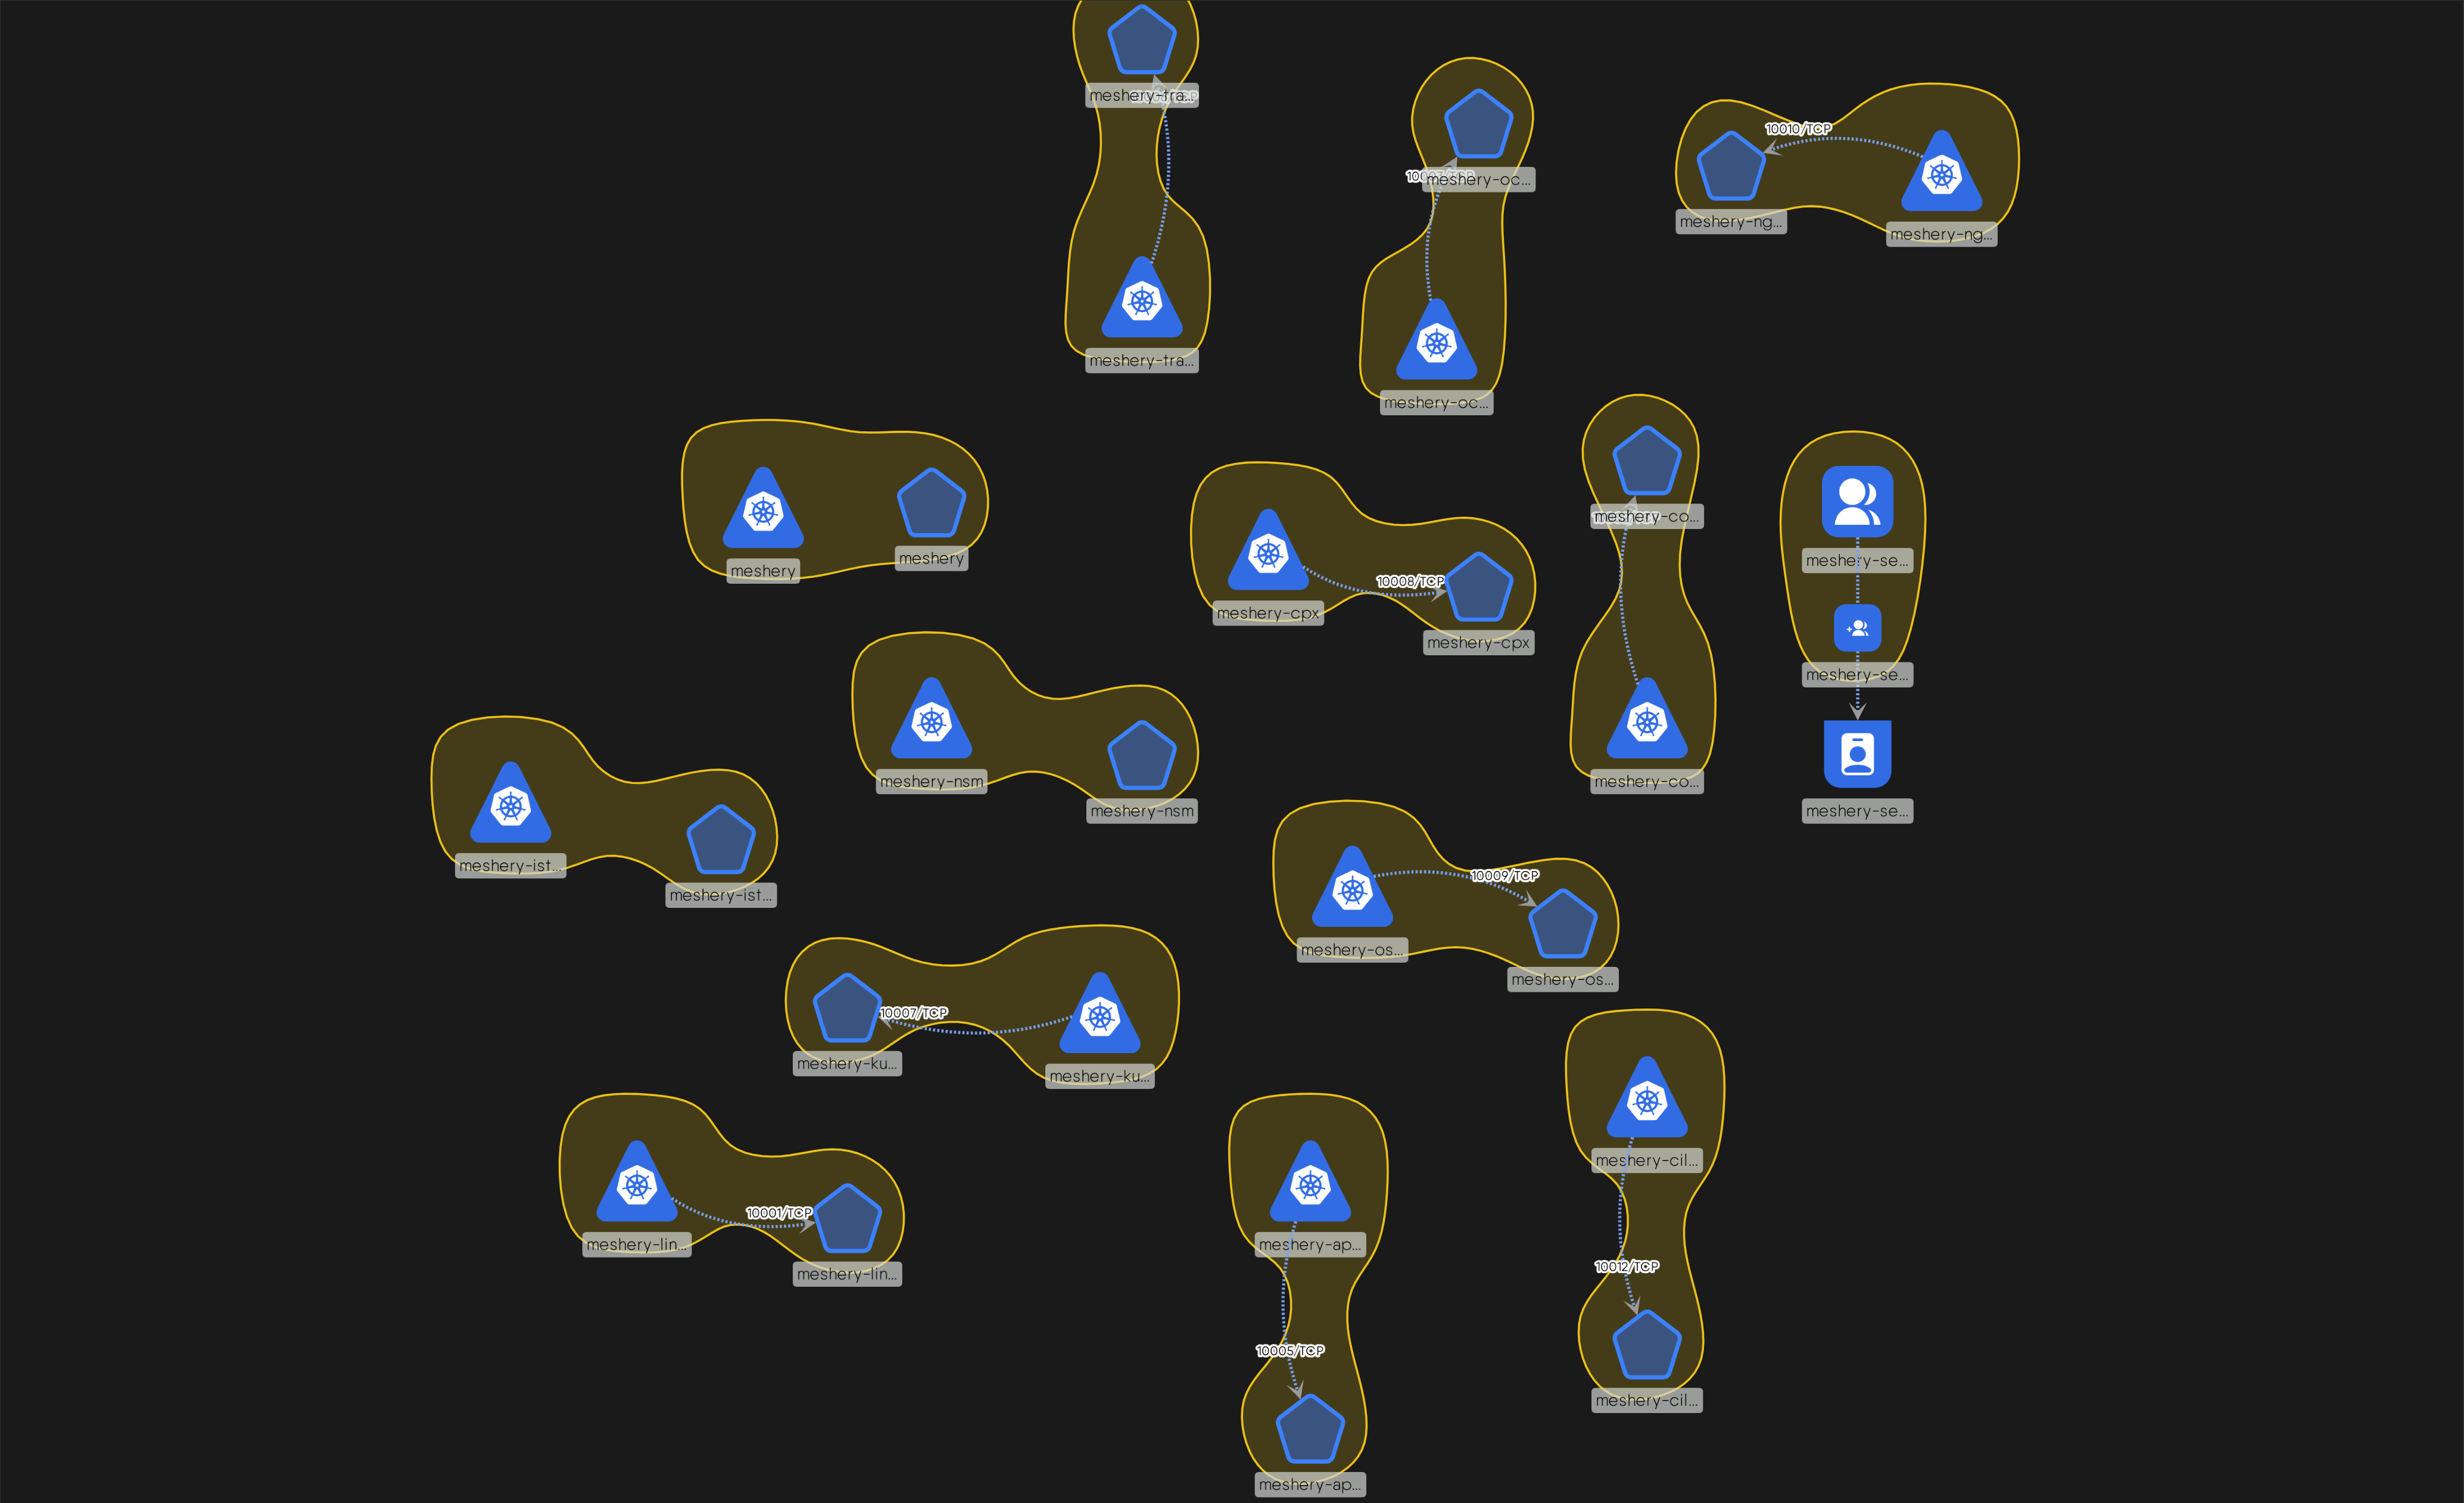 meshery-tra...
meshery-tra...
meshery-oc...
meshery-oc...
10010/TCP
meshery-ng...
meshery-ng...
meshery
meshery
meshery-cpx
10008/TCP
meshery-cpx
meshery-co...
meshery-co...
meshery-se...
meshery-se...
meshery-se...
meshery-nsm
meshery-nsm
meshery-ist...
meshery-ist...
meshery-os...
10009/TCP
meshery-os...
meshery-ku...
10007/TCP
meshery-ku...
meshery-lin...
10001/TCP
meshery-lin...
meshery-ap...
10005/TCP
meshery-ap...
meshery-cil...
10012/TCP
meshery-cil...